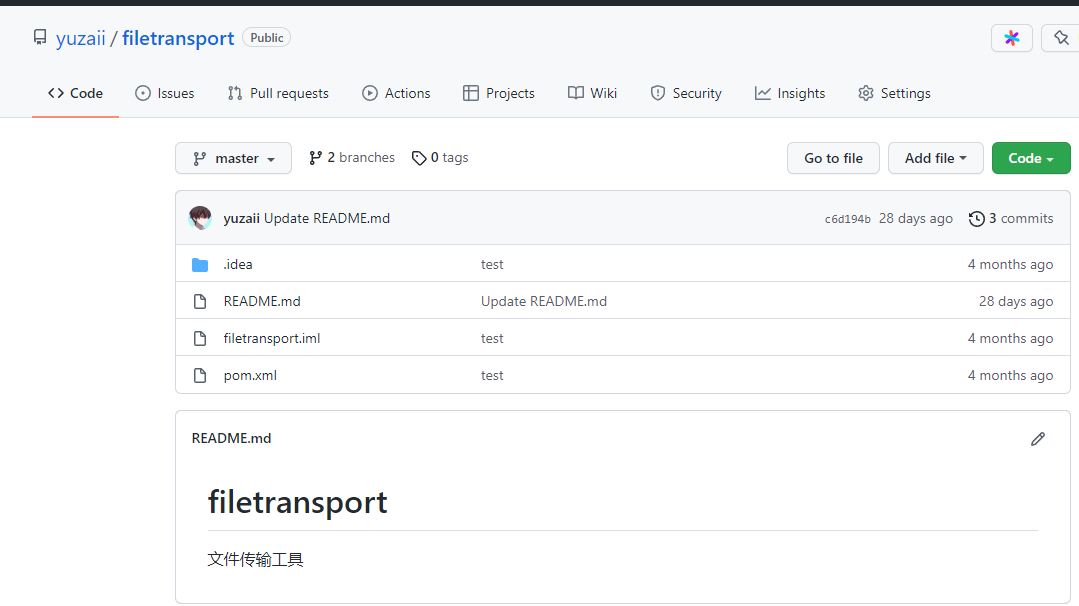 yuzaii / filetransport Public
Code Issues Pull requests Actions Projects Wiki Security Insights Settings
master 2 branches 0 tags Go to file Add file Code
yuzaii Update README.md c6d194b 28 days ago 3 commits
.idea test 4 months ago
README.md Update README.md 28 days ago
filetransport.iml test 4 months ago
pom.xml test 4 months ago
README.md
filetransport
文件传输工具